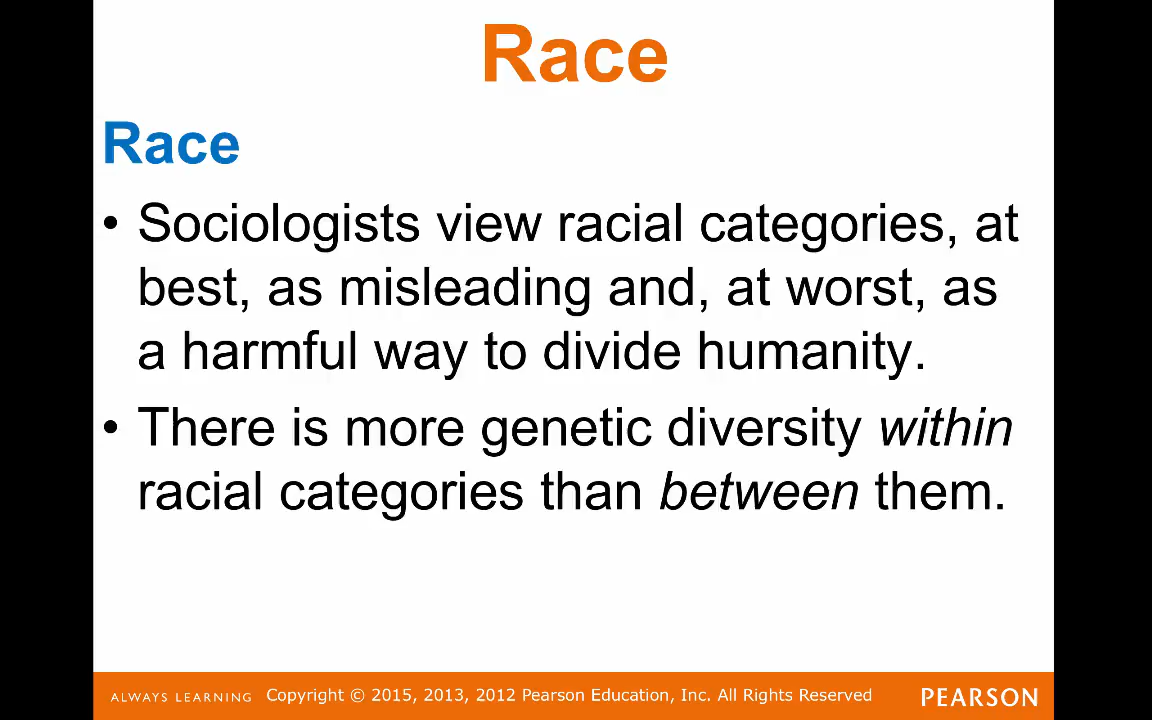 Race
Race
• Sociologists view racial categories, at
best, as misleading and, at worst, as
a harmful way to divide humanity.
• There is more genetic diversity within
racial categories than between them.
ALWAYS LEARNING Copyright © 2015, 2013, 2012 Pearson Education, Inc. All Rights Reserved PEARSON